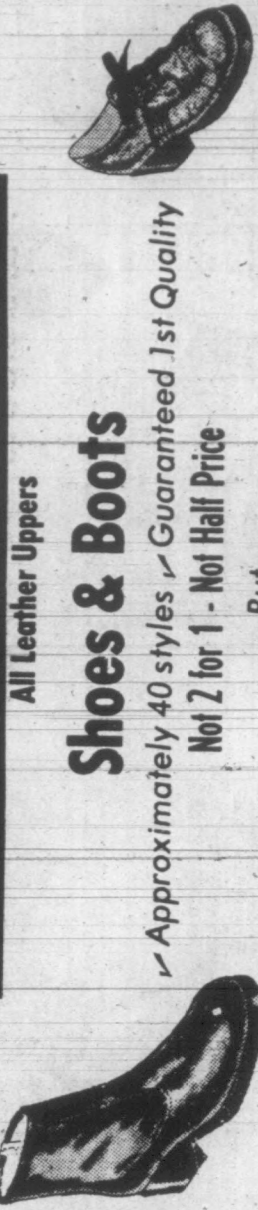 All Leather Uppers
Shoes & Boots
✓ Approximately 40 styles ✓ Guaranteed 1st Quality
Not 2 for 1 - Not Half Price